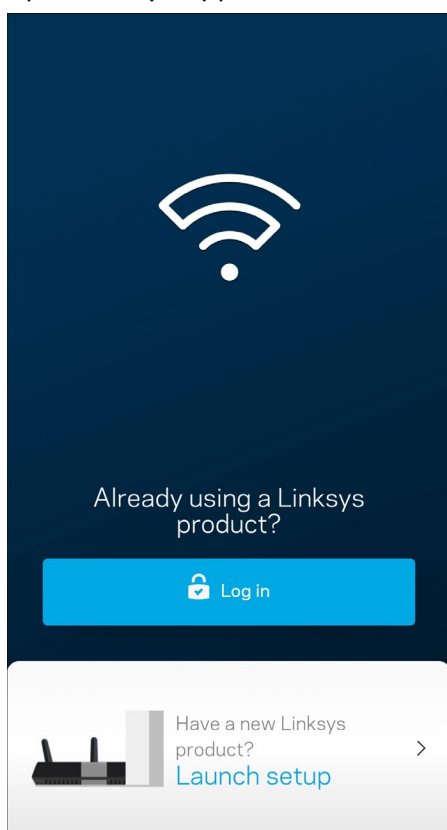 Already using a Linksys
product?
Log in
Have a new Linksys
product?
Launch setup